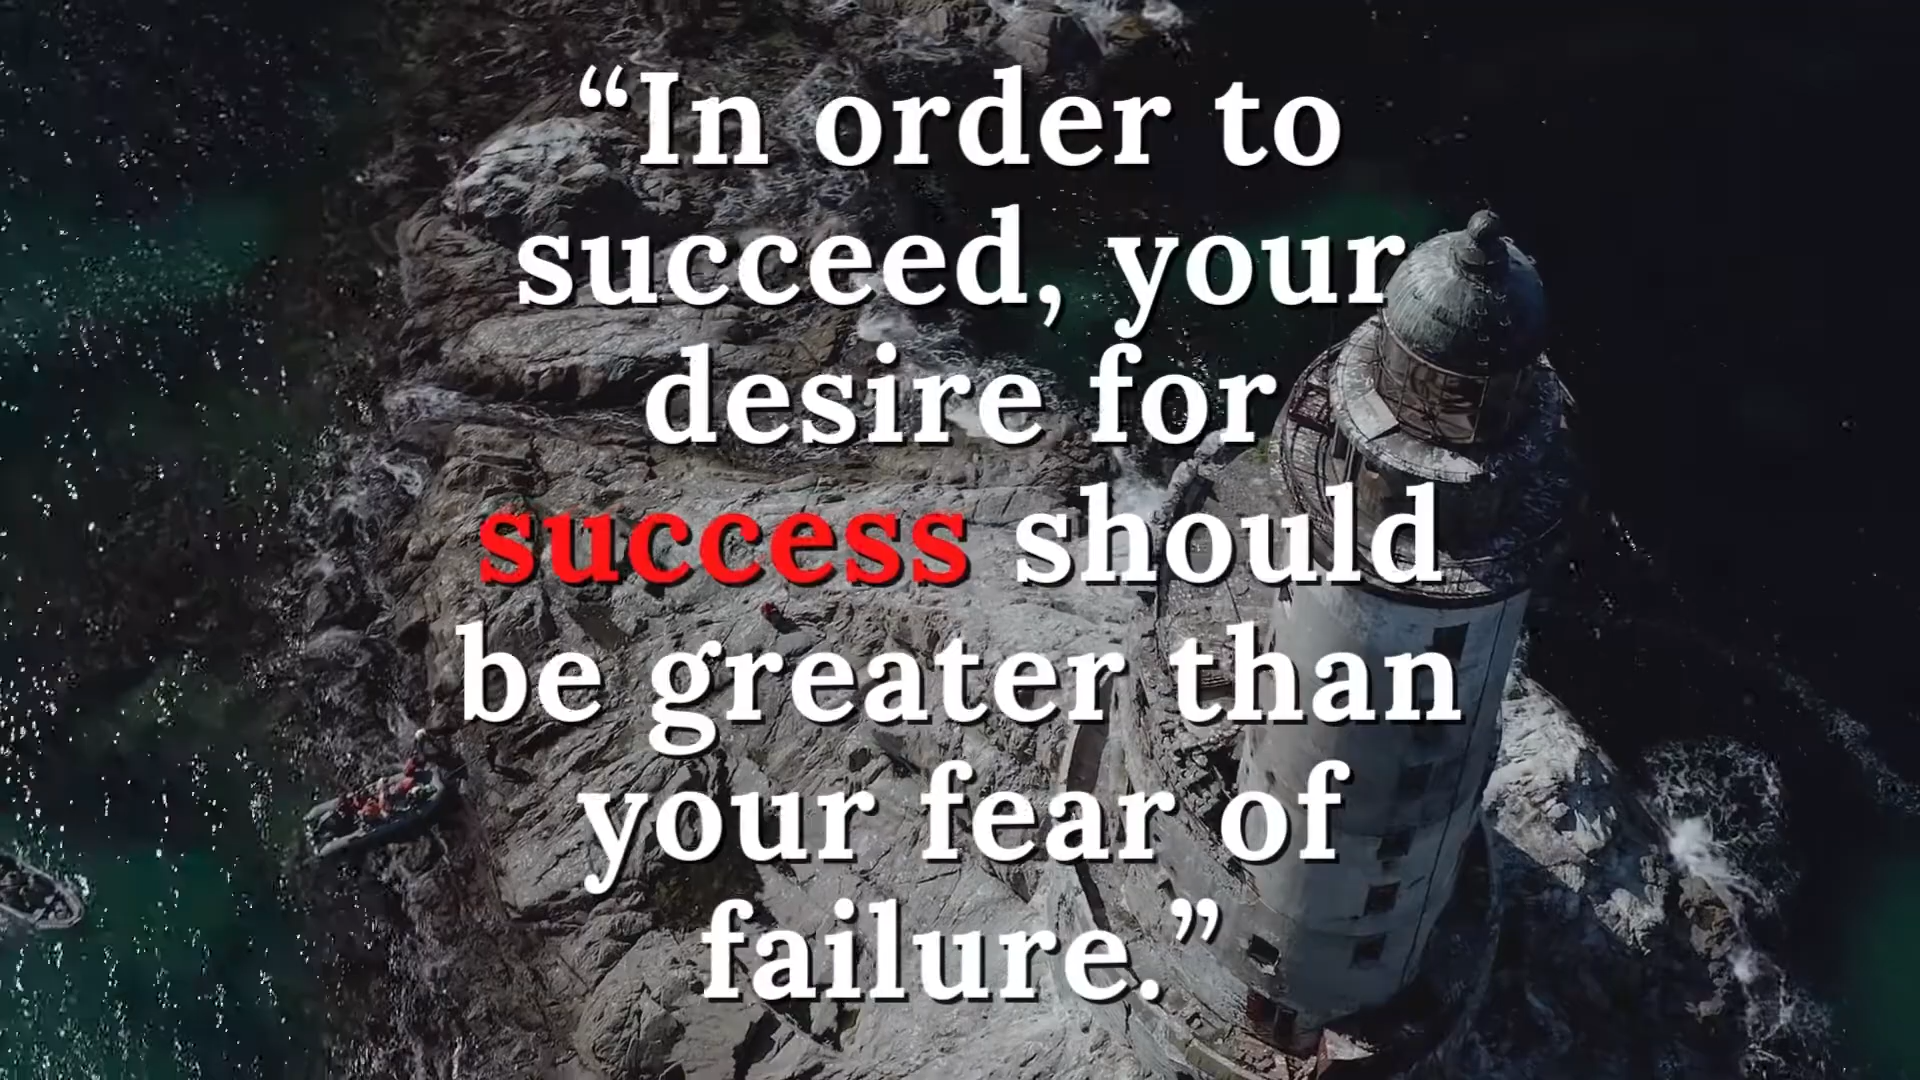 “In order to
succeed, your
desire for
success should
be greater than
your fear of
failure.”